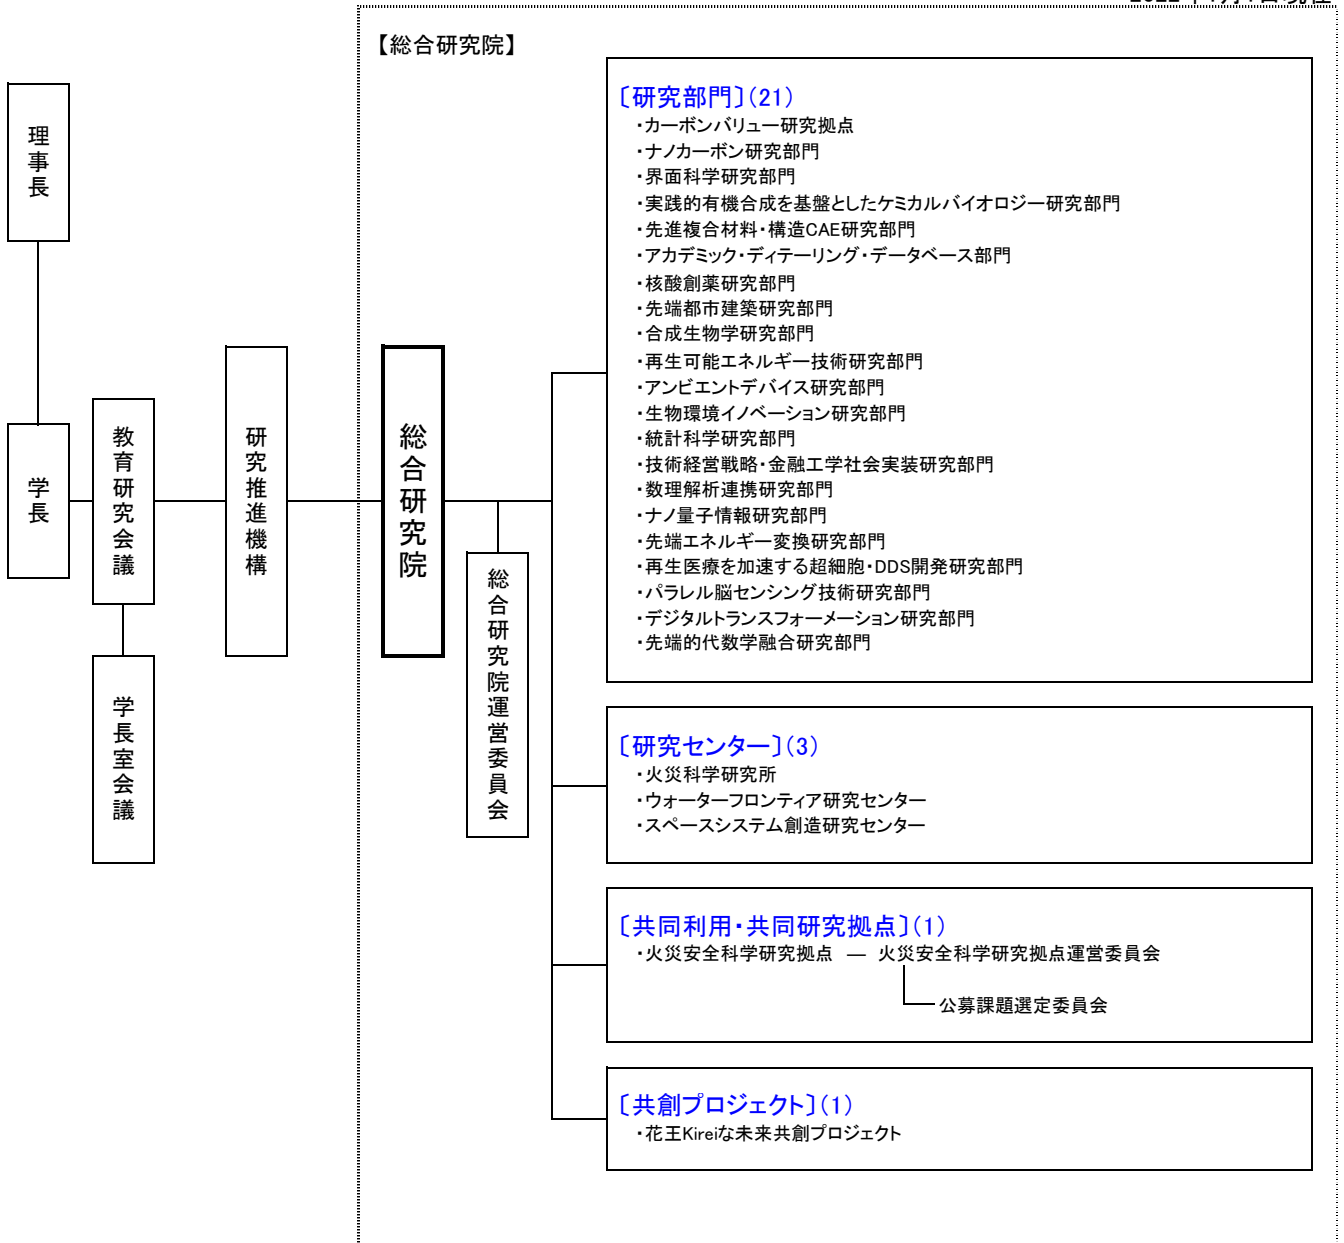 【総合研究院】
理事長
学長
教育研究会議
学長室会議
研究推進機構
総合研究院
総合研究院運営委員会
〔研究部門〕(21)
・カーボンバリュー研究拠点
・ナノカーボン研究部門
・界面科学研究部門
・実践的有機合成を基盤としたケミカルバイオロジー研究部門
・先進複合材料・構造CAE研究部門
・アカデミック・ディテーリング・データベース部門
・核酸創薬研究部門
・先端都市建築研究部門
・合成生物学研究部門
・再生可能エネルギー技術研究部門
・アンビエントデバイス研究部門
・生物環境イノベーション研究部門
・統計科学研究部門
・技術経営戦略・金融工学社会実装研究部門
・数理解析連携研究部門
・ナノ量子情報研究部門
・先端エネルギー変換研究部門
・再生医療を加速する超細胞・DDS開発研究部門
・パラレル脳センシング技術研究部門
・デジタルトランスフォーメーション研究部門
・先端的代数学融合研究部門
〔研究センター〕(3)
・火災科学研究所
・ウォーターフロンティア研究センター
・スペースシステム創造研究センター
〔共同利用・共同研究拠点〕(1)
・火災安全科学研究拠点 ― 火災安全科学研究拠点運営委員会
公募課題選定委員会
〔共創プロジェクト〕(1)
・花王Kireiな未来共創プロジェクト